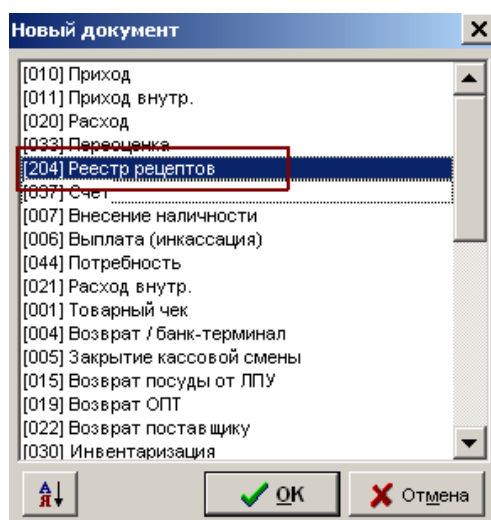 Новый документ
[010] Приход
[011] Приход внутр.
[020] Расход
[033] Переоценка
[204] Реестр рецептов
[037] Счет
[007] Внесение наличности
[006] Выплата (инкассация)
[044] Потребность
[021] Расход внутр.
[001] Товарный чек
[004] Возврат / банк-терминал
[005] Закрытие кассовой смены
[015] Возврат посуды от ЛПУ
[019] Возврат ОПТ
[022] Возврат поставщику
[030] Инвентаризация
А
Я
OK
Отмена